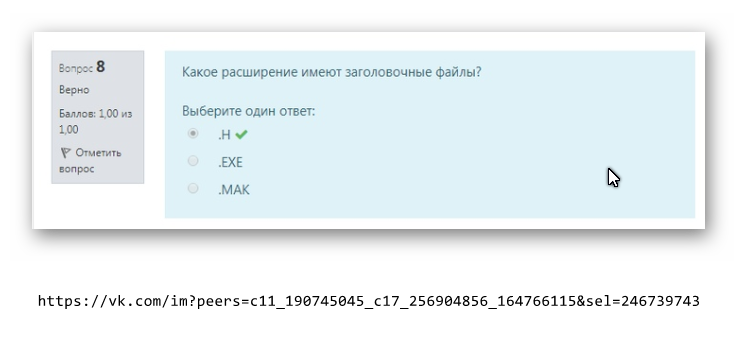 Вопрос 8
Верно
Баллов: 1,00 из
1,00
Отметить
вопрос
Какое расширение имеют заголовочные файлы?
Выберите один ответ:
.H
.EXE
.MAK
https://vk.com/im?peers=c11_190745045_c17_256904856_164766115&sel=246739743